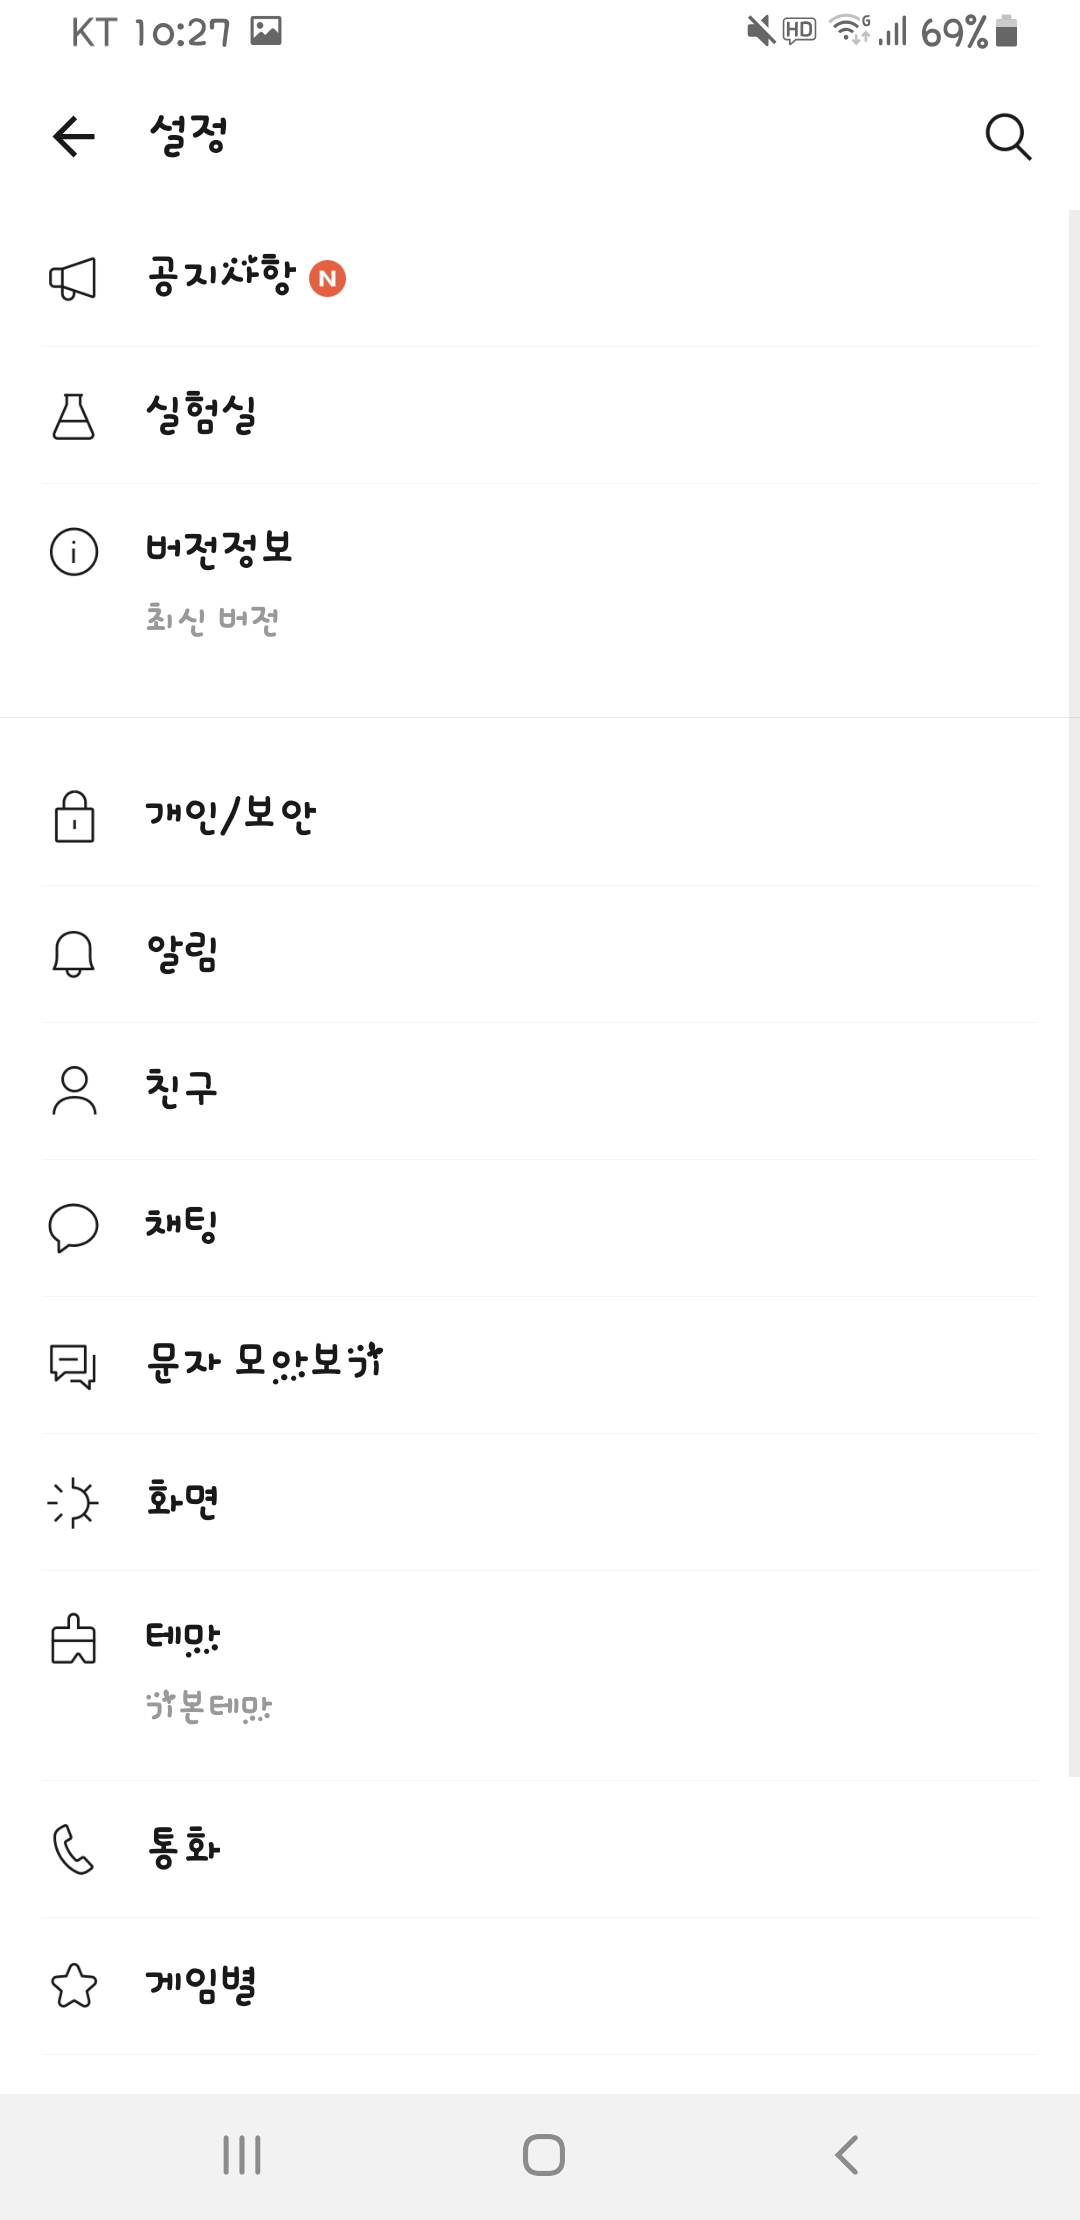 KT 10:27 HD G 69%
설정
공지사항 N
실험실
버전정보
최신 버전
개인/보안
알림
친구
채팅
문자 모아보기
화면
테마
기본테마
통화
게임별